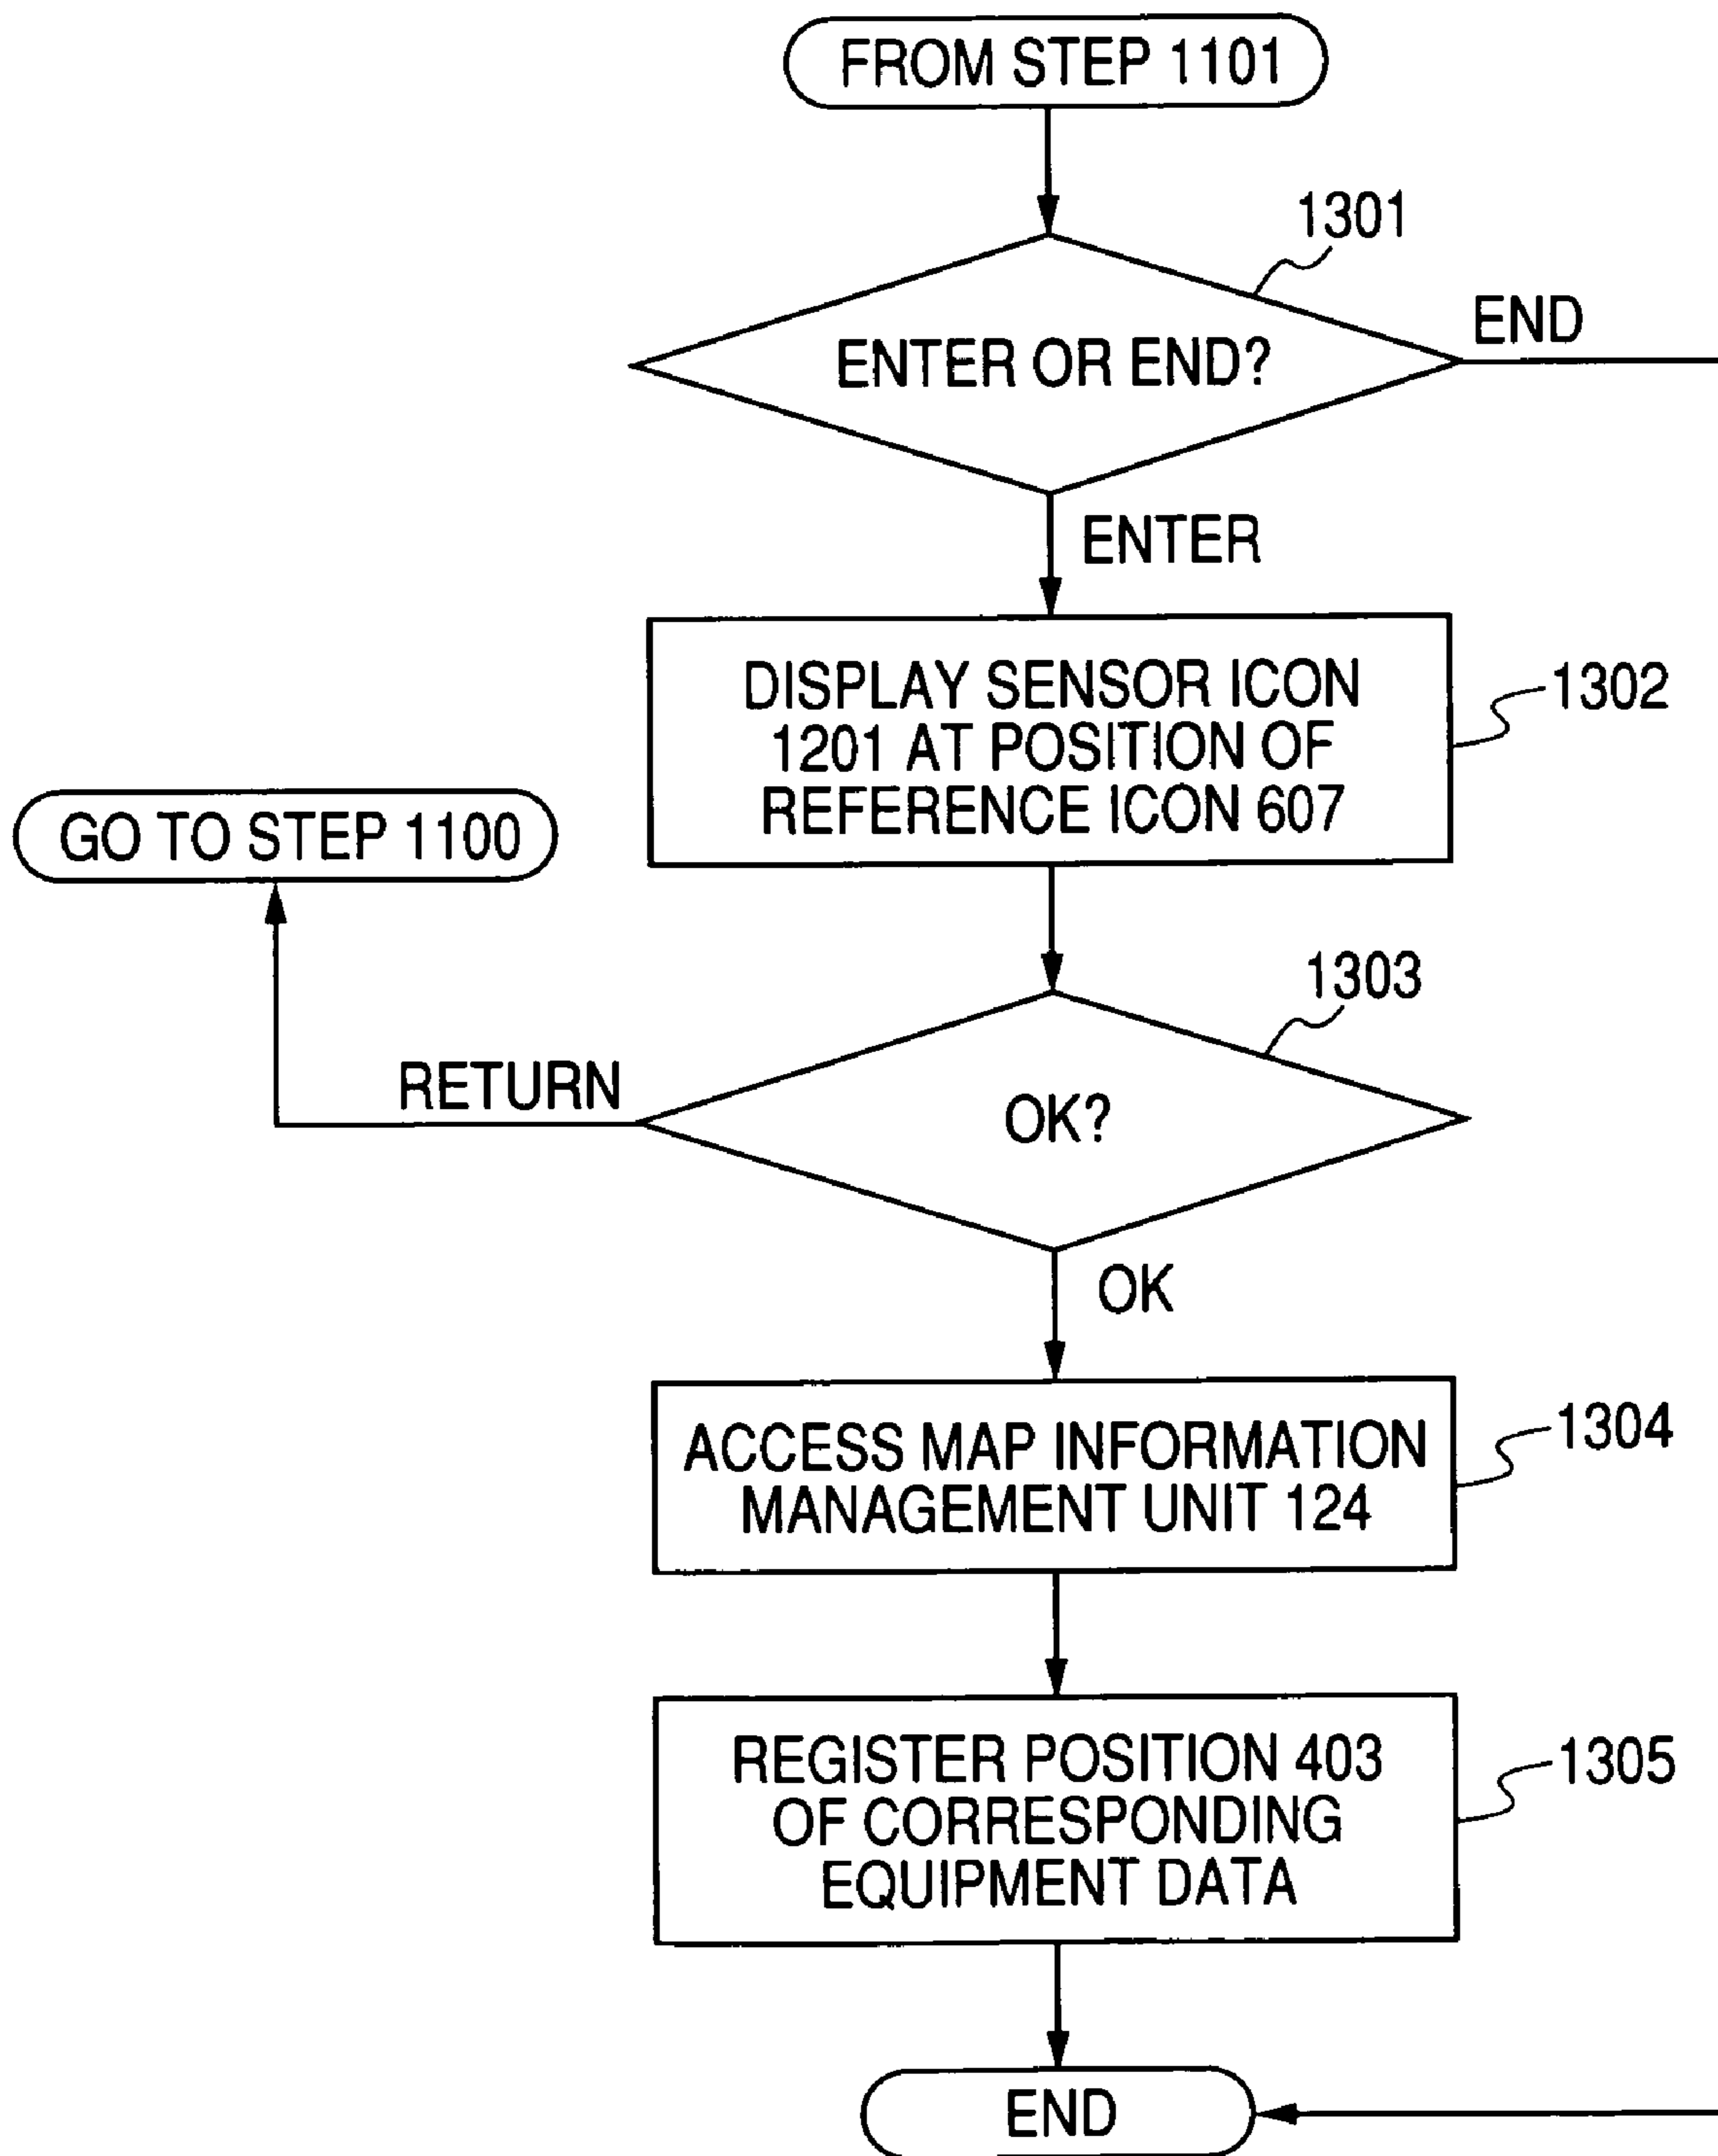 FROM STEP 1101
1301
END
ENTER OR END?
ENTER
DISPLAY SENSOR ICON
1201 AT POSITION OF
REFERENCE ICON 607
1302
GO TO STEP 1100
1303
RETURN
OK?
OK
ACCESS MAP INFORMATION
MANAGEMENT UNIT 124
1304
REGISTER POSITION 403
OF CORRESPONDING
EQUIPMENT DATA
1305
END